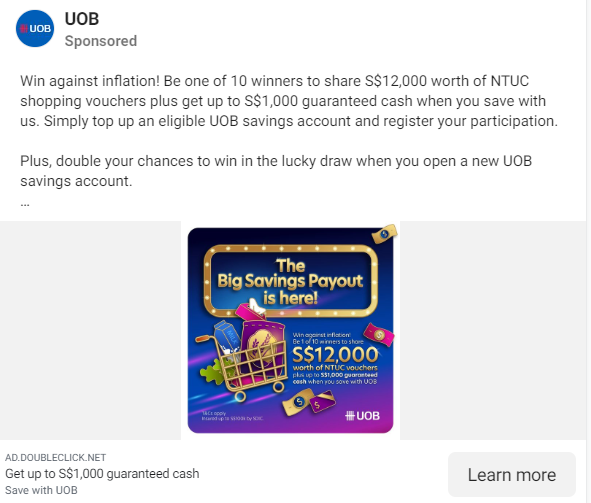 UOB
UOB
Sponsored
Win against inflation! Be one of 10 winners to share S$12,000 worth of NTUC
shopping vouchers plus get up to S$1,000 guaranteed cash when you save with
us. Simply top up an eligible UOB savings account and register your participation.
Plus, double your chances to win in the lucky draw when you open a new UOB
savings account.
...
The
Big Savings Payout
is here!
Win against inflation!
Be 1 of 10 winners to share
S$12,000
worth of NTUC vouchers
plus up to S$1,000 guaranteed
cash when you save with UOB
T&Cs apply
Insured up to S$75k by SDIC.
UOB
AD.DOUBLECLICK.NET
Get up to S$1,000 guaranteed cash
Save with UOB
Learn more